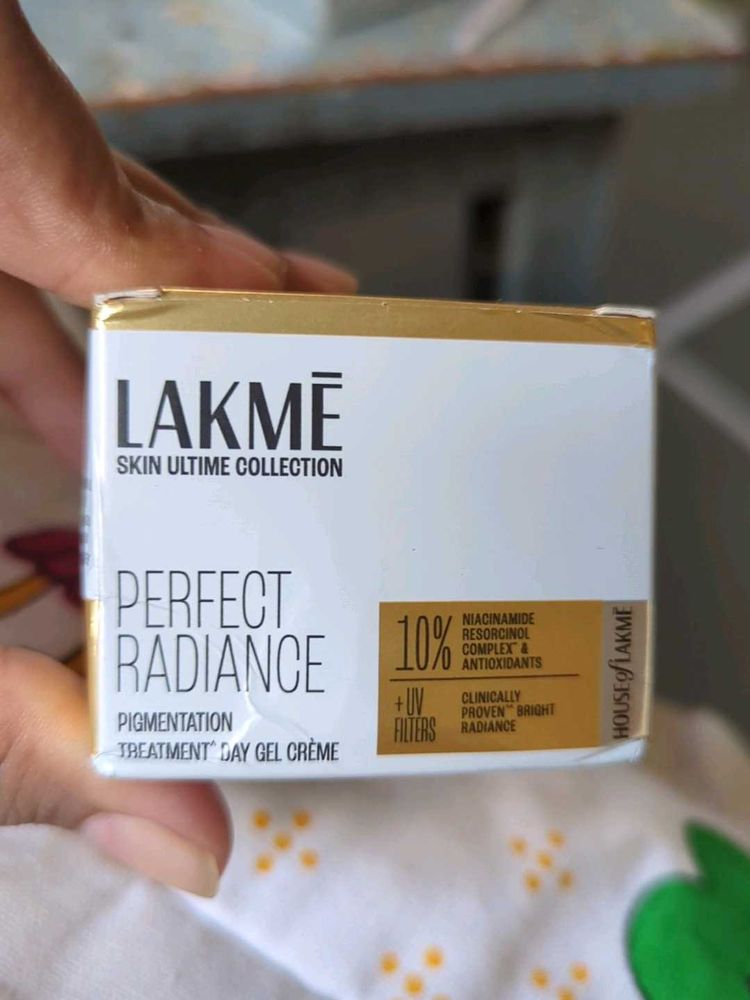 LAKMĒ
SKIN ULTIME COLLECTION
PERFECT
RADIANCE
PIGMENTATION
TREATMENT^ DAY GEL CRÈME
10%
NIACINAMIDE
RESORCINOL
COMPLEX~ &
ANTIOXIDANTS
+ UV
FILTERS
CLINICALLY
PROVEN~~ BRIGHT
RADIANCE
HOUSE of LAKMĒ